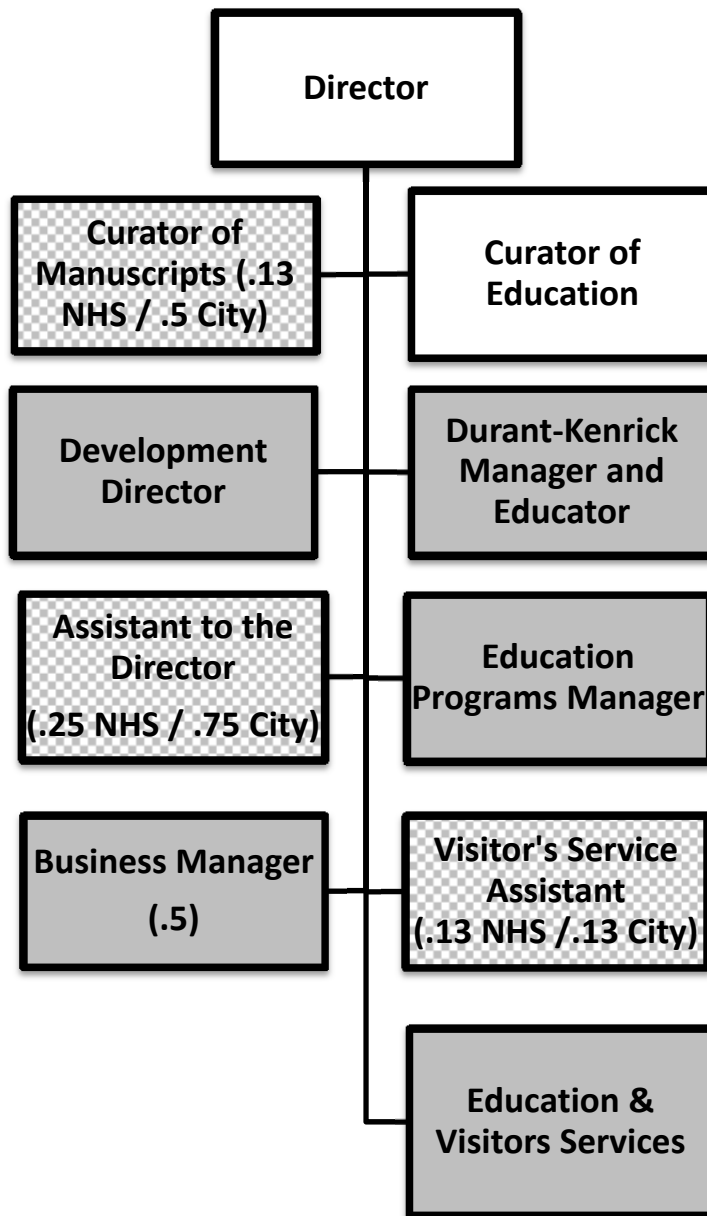 Director
Curator of
Manuscripts (.13
NHS / .5 City)
Curator of
Education
Development
Director
Durant-Kenrick
Manager and
Educator
Assistant to the
Director
(.25 NHS / .75 City)
Education
Programs Manager
Business Manager
(.5)
Visitor's Service
Assistant
(.13 NHS /.13 City)
Education &
Visitors Services